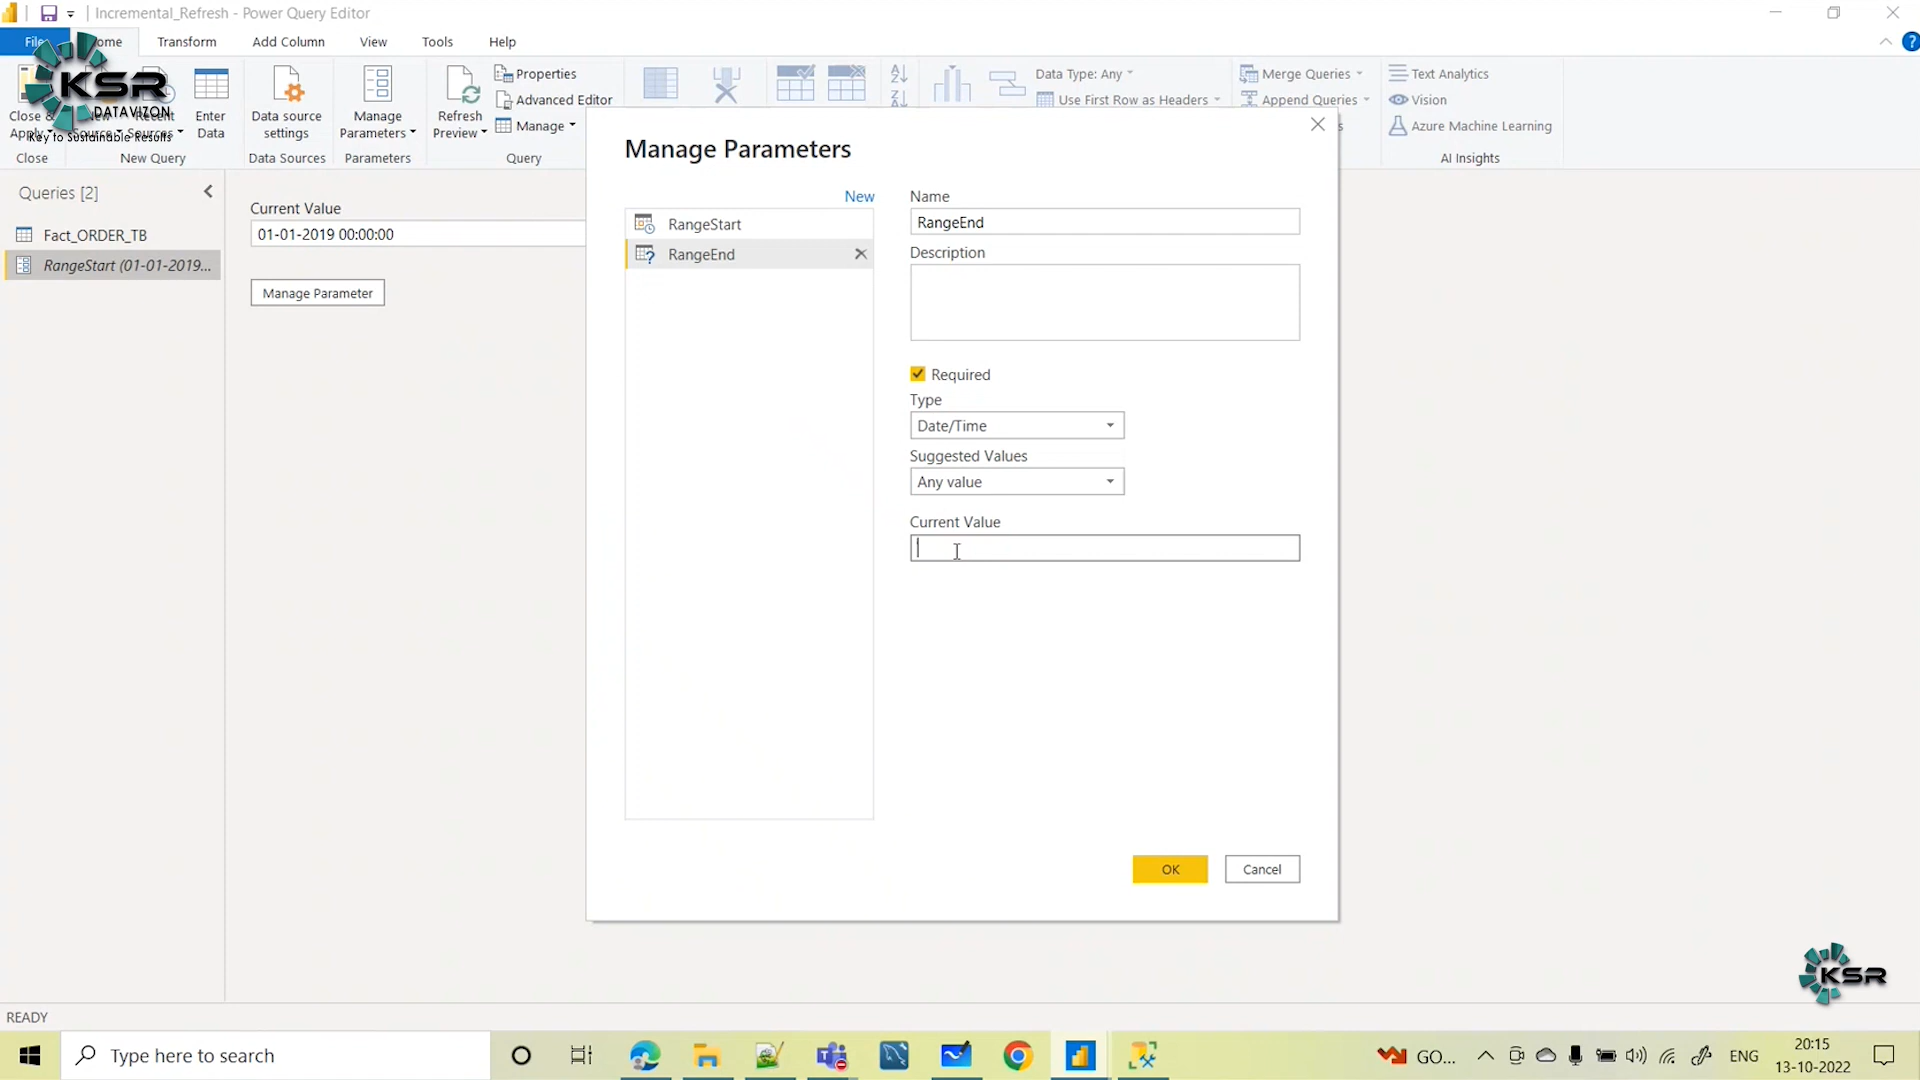 Incremental_Refresh - Power Query Editor
File
Transform
Add Column
View
Tools
Help
KSR
DATAVIZON
Key to Sustainable Results
Close &
Apply
Close
New
Source
Recent
Sources
Enter
Data
New Query
Data source
settings
Data Sources
Manage
Parameters
Parameters
Refresh
Preview
Properties
Advanced Editor
Manage
Query
Data Type: Any
Use First Row as Headers
Merge Queries
Append Queries
Text Analytics
Vision
Azure Machine Learning
AI Insights
Queries [2]
Fact_ORDER_TB
RangeStart (01-01-2019...
Current Value
01-01-2019 00:00:00
Manage Parameter
Manage Parameters
New
RangeStart
RangeEnd
Name
RangeEnd
Description
Required
Type
Date/Time
Suggested Values
Any value
Current Value
OK
Cancel
KSR
READY
Type here to search
GO...
ENG
20:15
13-10-2022